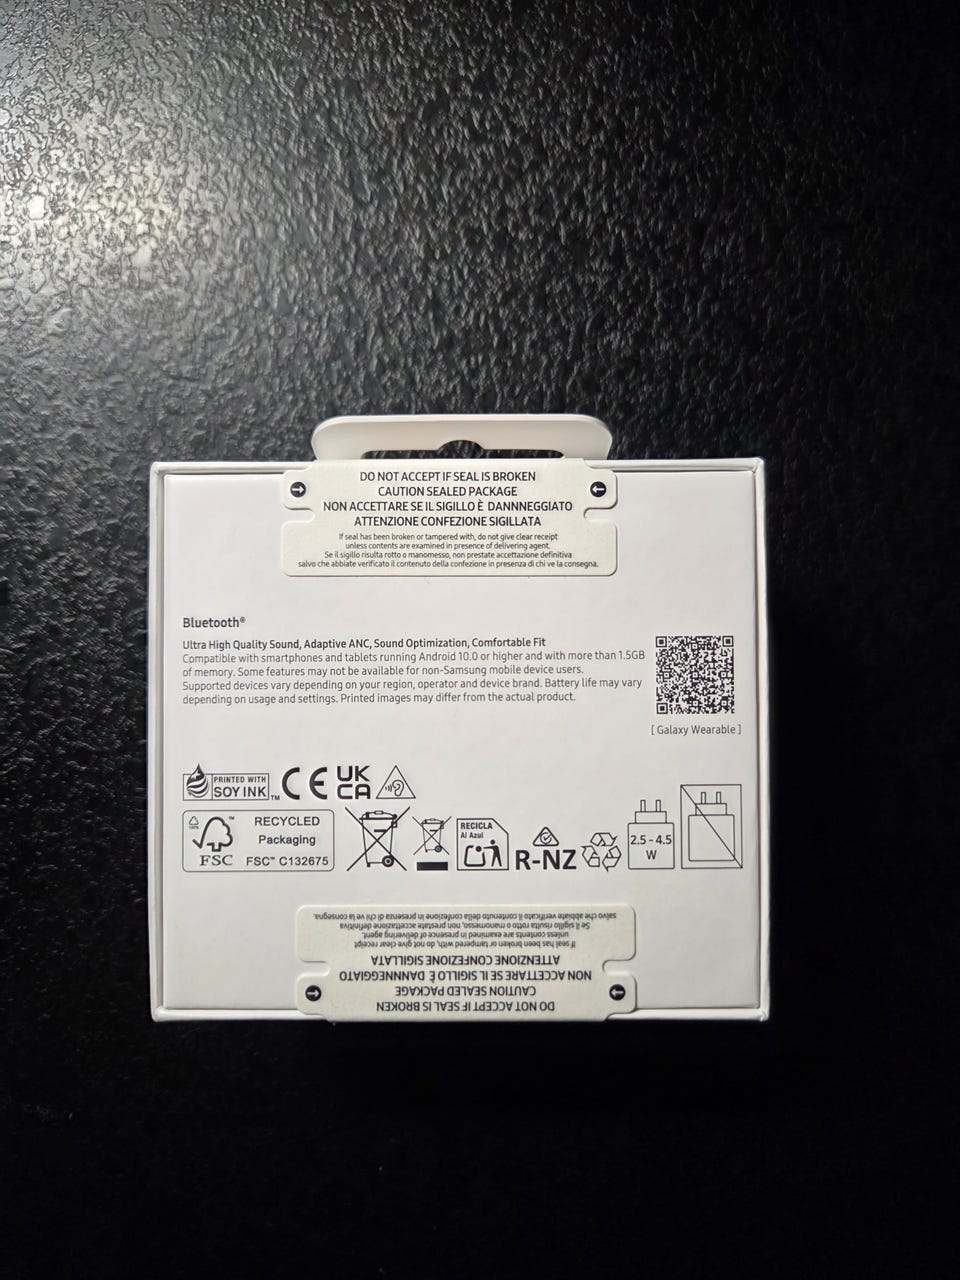 DO NOT ACCEPT IF SEAL IS BROKEN
CAUTION SEALED PACKAGE
NON ACCETTARE SE IL SIGILLO È DANNNEGGIATO
ATTENZIONE CONFEZIONE SIGILLATA
If seal has been broken or tampered with, do not give clear receipt
unless contents are examined in presence of delivering agent.
Se il sigillo risulta rotto o manomesso, non prestate accettazione definitiva
salvo che abbiate verificato il contenuto della confezione in presenza di chi ve la consegna.
Bluetooth®
Ultra High Quality Sound, Adaptive ANC, Sound Optimization, Comfortable Fit
Compatible with smartphones and tablets running Android 10.0 or higher and with more than 1.5GB
of memory. Some features may not be available for non-Samsung mobile device users.
Supported devices vary depending on your region, operator and device brand. Battery life may vary
depending on usage and settings. Printed images may differ from the actual product.
[ Galaxy Wearable ]
PRINTED WITH
SOY INK™
CE
UK
CA
100%
FSC™
RECYCLED
Packaging
FSC™ C132675
RECICLA
Al Azul
R-NZ
2.5 - 4.5
W
DO NOT ACCEPT IF SEAL IS BROKEN
CAUTION SEALED PACKAGE
NON ACCETTARE SE IL SIGILLO È DANNNEGGIATO
ATTENZIONE CONFEZIONE SIGILLATA
If seal has been broken or tampered with, do not give clear receipt
unless contents are examined in presence of delivering agent.
Se il sigillo risulta rotto o manomesso, non prestate accettazione definitiva
salvo che abbiate verificato il contenuto della confezione in presenza di chi ve la consegna.